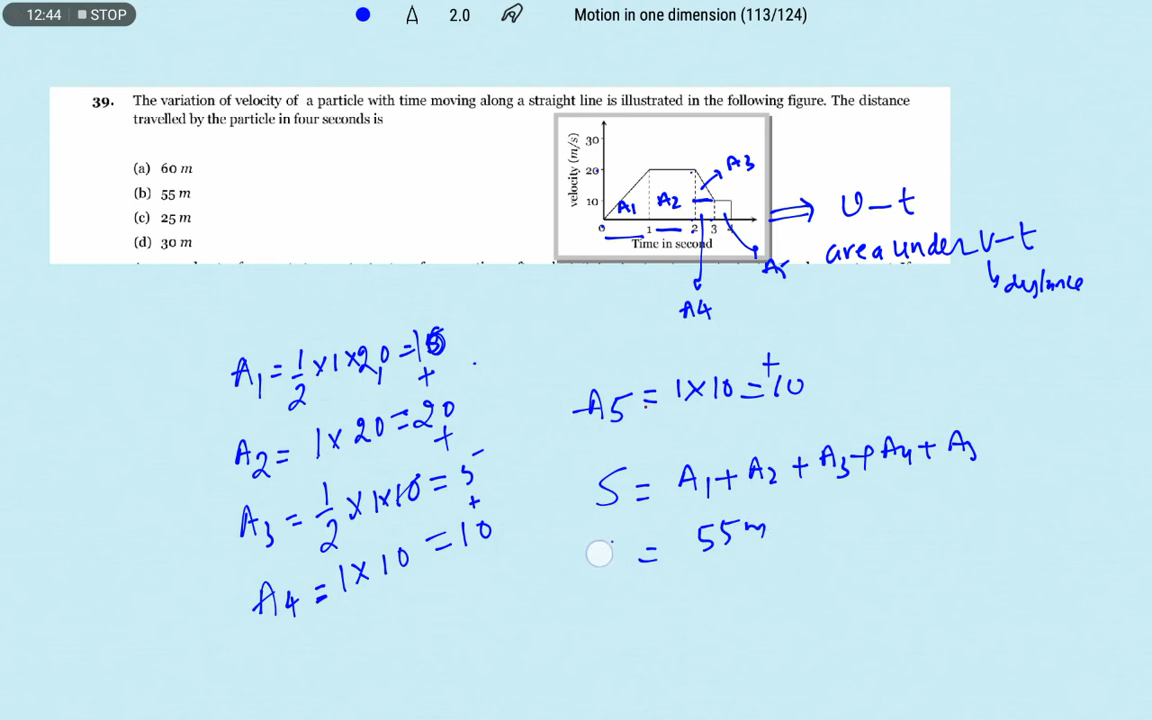 12:44 STOP 2.0 Motion in one dimension (113/124)
39. The variation of velocity of a particle with time moving along a straight line is illustrated in the following figure. The distance
travelled by the particle in four seconds is
(a) 60 m
(b) 55 m
(c) 25 m
(d) 30 m
velocity (m/s)
30
20
10
0 1 2 3 4
Time in second
A1
A2
A3
A4
A5
v-t
area under v-t
distance
A1 = 1/2 x 1 x 20 = 10
+
A2 = 1 x 20 = 20
+
A3 = 1/2 x 1 x 10 = 5
+
A4 = 1 x 10 = 10
+
A5 = 1 x 10 = 10
S = A1 + A2 + A3 + A4 + A5
= 55m